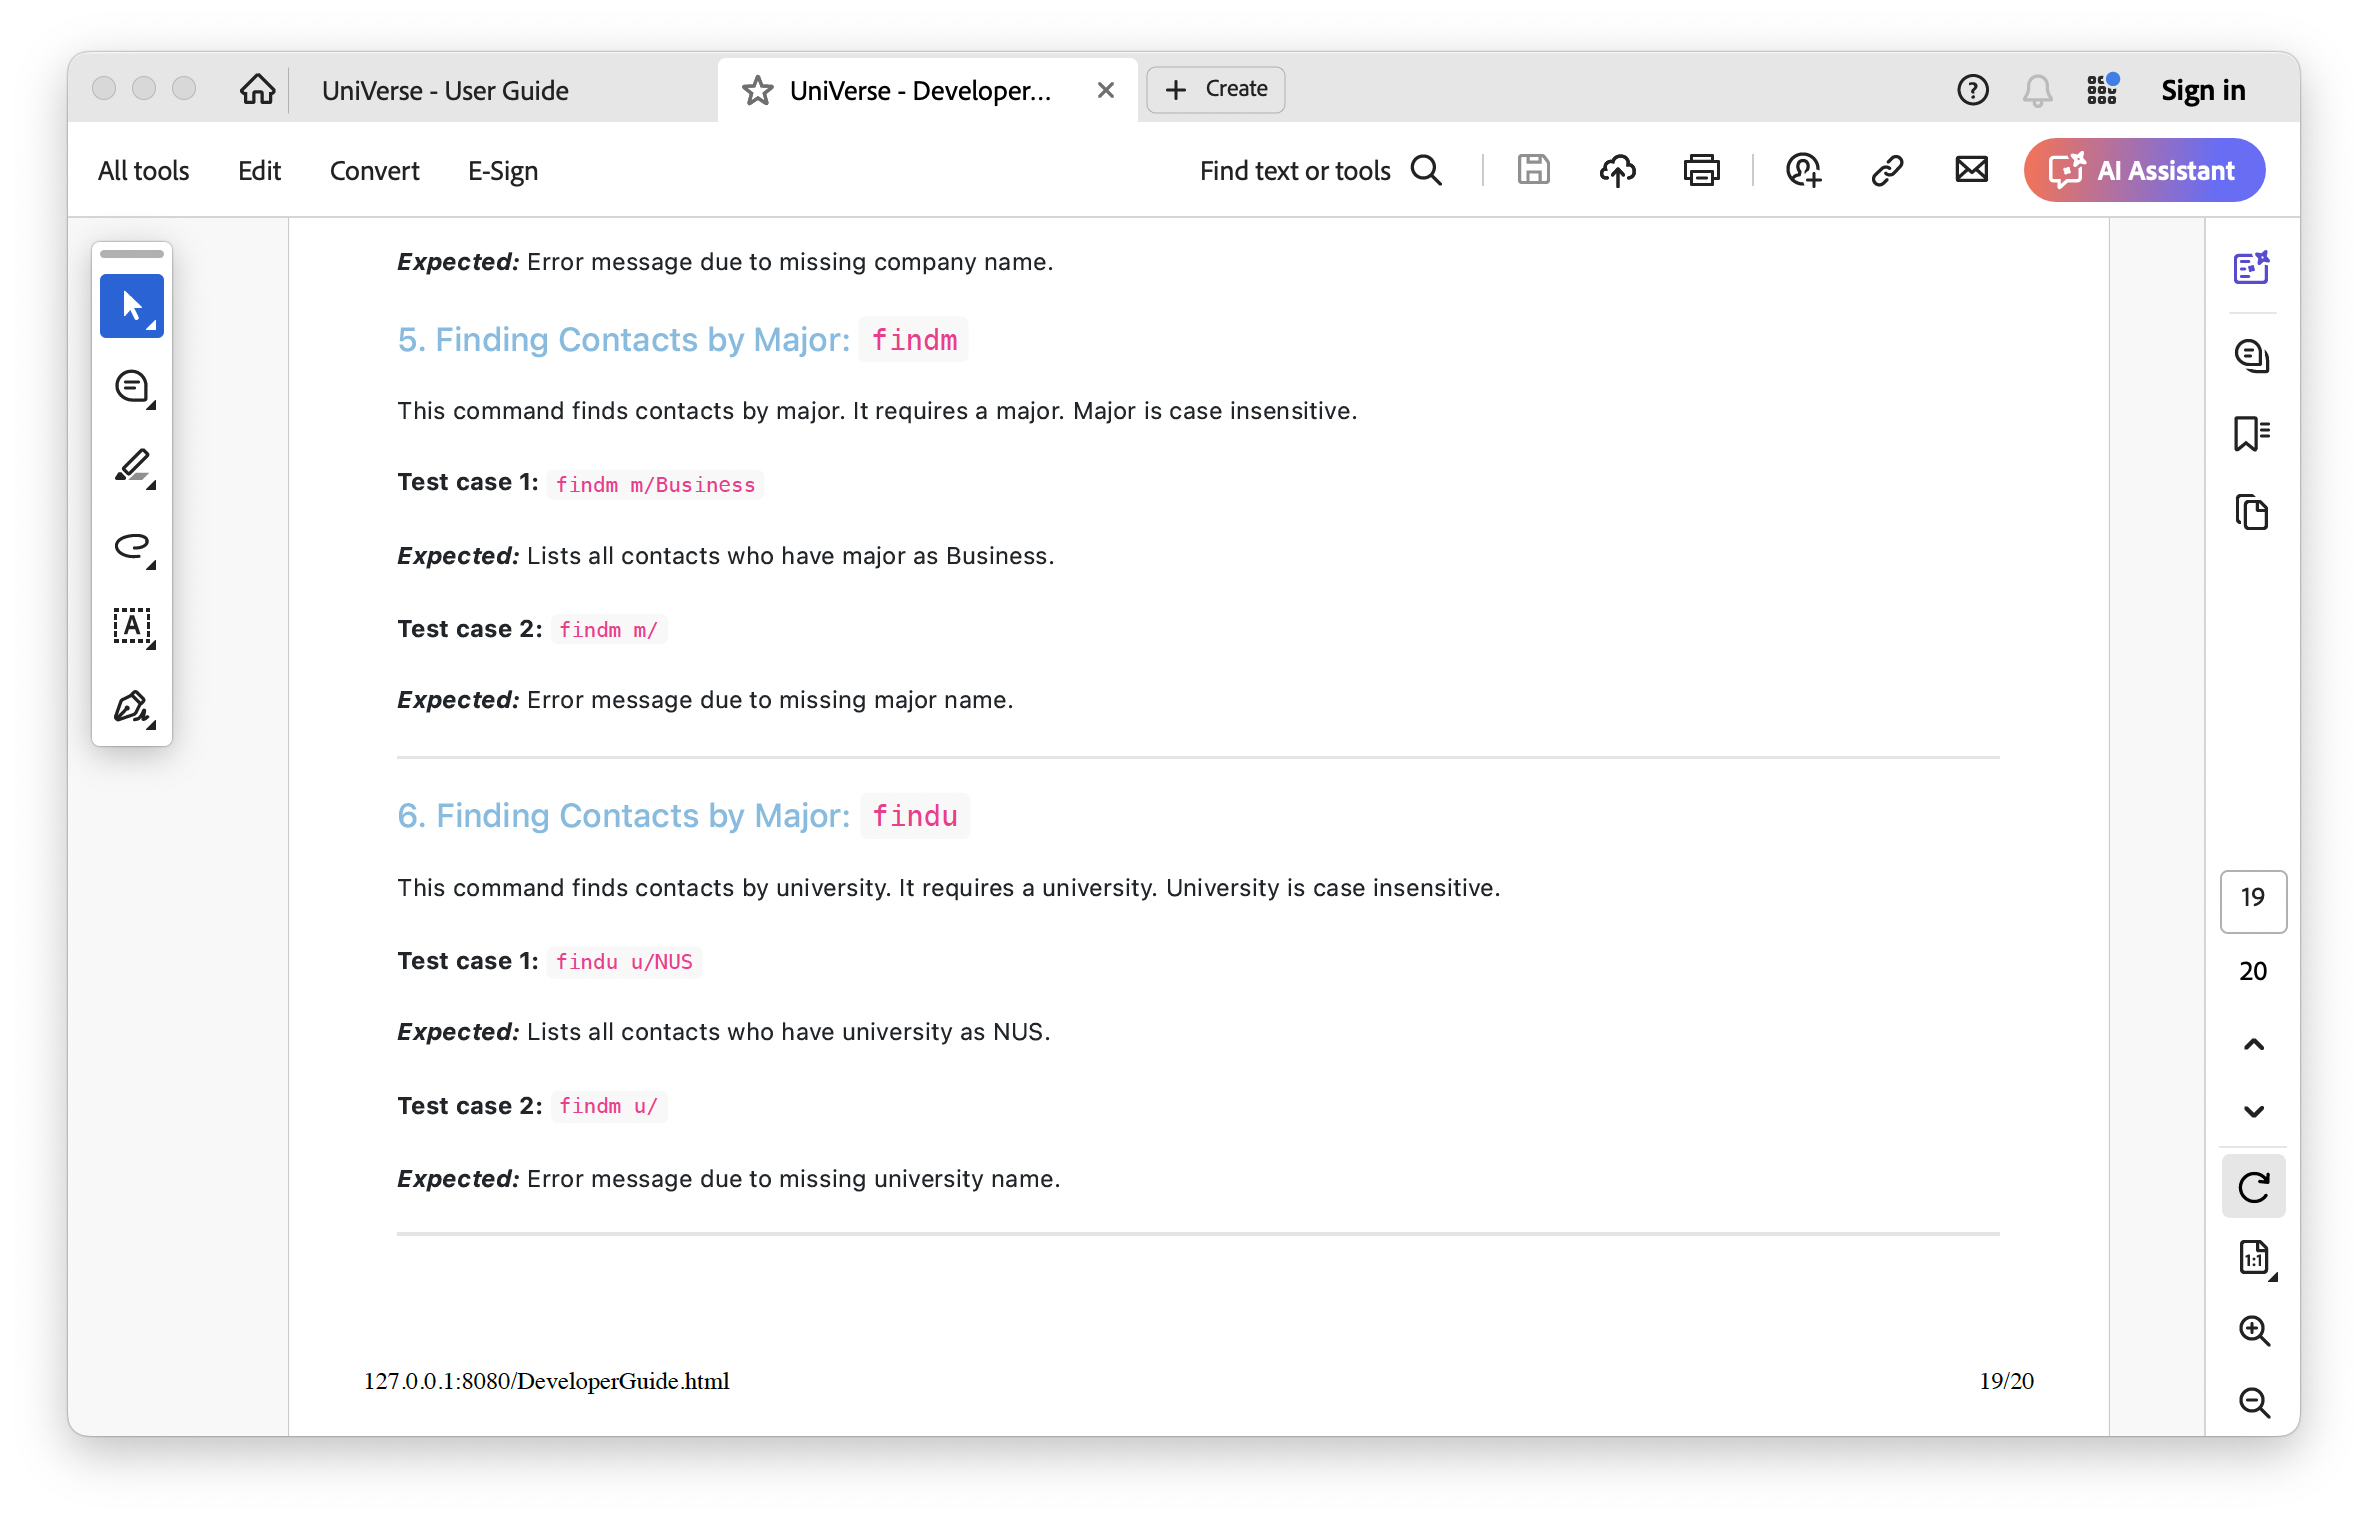 UniVerse - User Guide
UniVerse - Developer...
Create
Sign in
All tools
Edit
Convert
E-Sign
Find text or tools
AI Assistant
Expected: Error message due to missing company name.
5. Finding Contacts by Major: findm
This command finds contacts by major. It requires a major. Major is case insensitive.
Test case 1: findm m/Business
Expected: Lists all contacts who have major as Business.
Test case 2: findm m/
Expected: Error message due to missing major name.
6. Finding Contacts by Major: findu
This command finds contacts by university. It requires a university. University is case insensitive.
Test case 1: findu u/NUS
Expected: Lists all contacts who have university as NUS.
Test case 2: findm u/
Expected: Error message due to missing university name.
127.0.0.1:8080/DeveloperGuide.html
19/20
19
20
1:1